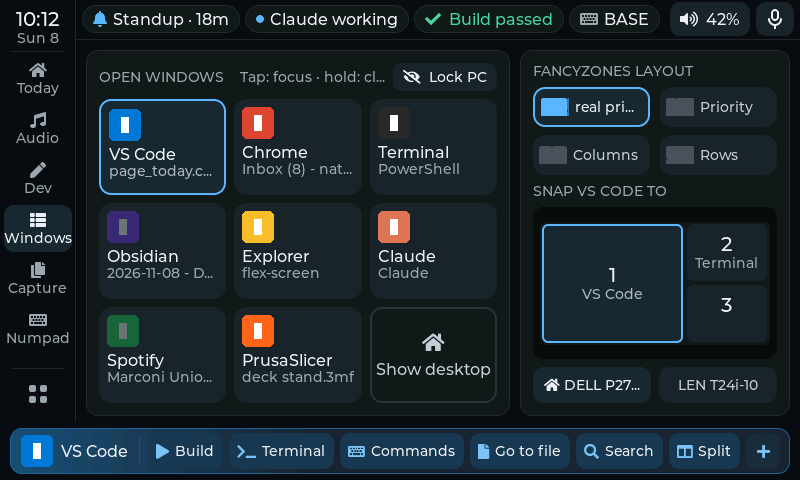 10:12
Sun 8
Standup · 18m
Claude working
Build passed
BASE
42%
Today
Audio
Dev
Windows
Capture
Numpad
OPEN WINDOWS
Tap: focus · hold: cl...
Lock PC
VS Code
page_today.c...
Chrome
Inbox (8) - nat...
Terminal
PowerShell
Obsidian
2026-11-08 - D...
Explorer
flex-screen
Claude
Claude
Spotify
Marconi Unio...
PrusaSlicer
deck stand.3mf
Show desktop
FANCYZONES LAYOUT
real pri...
Priority
Columns
Rows
SNAP VS CODE TO
1
VS Code
2
Terminal
3
DELL P27...
LEN T24i-10
VS Code
Build
Terminal
Commands
Go to file
Search
Split